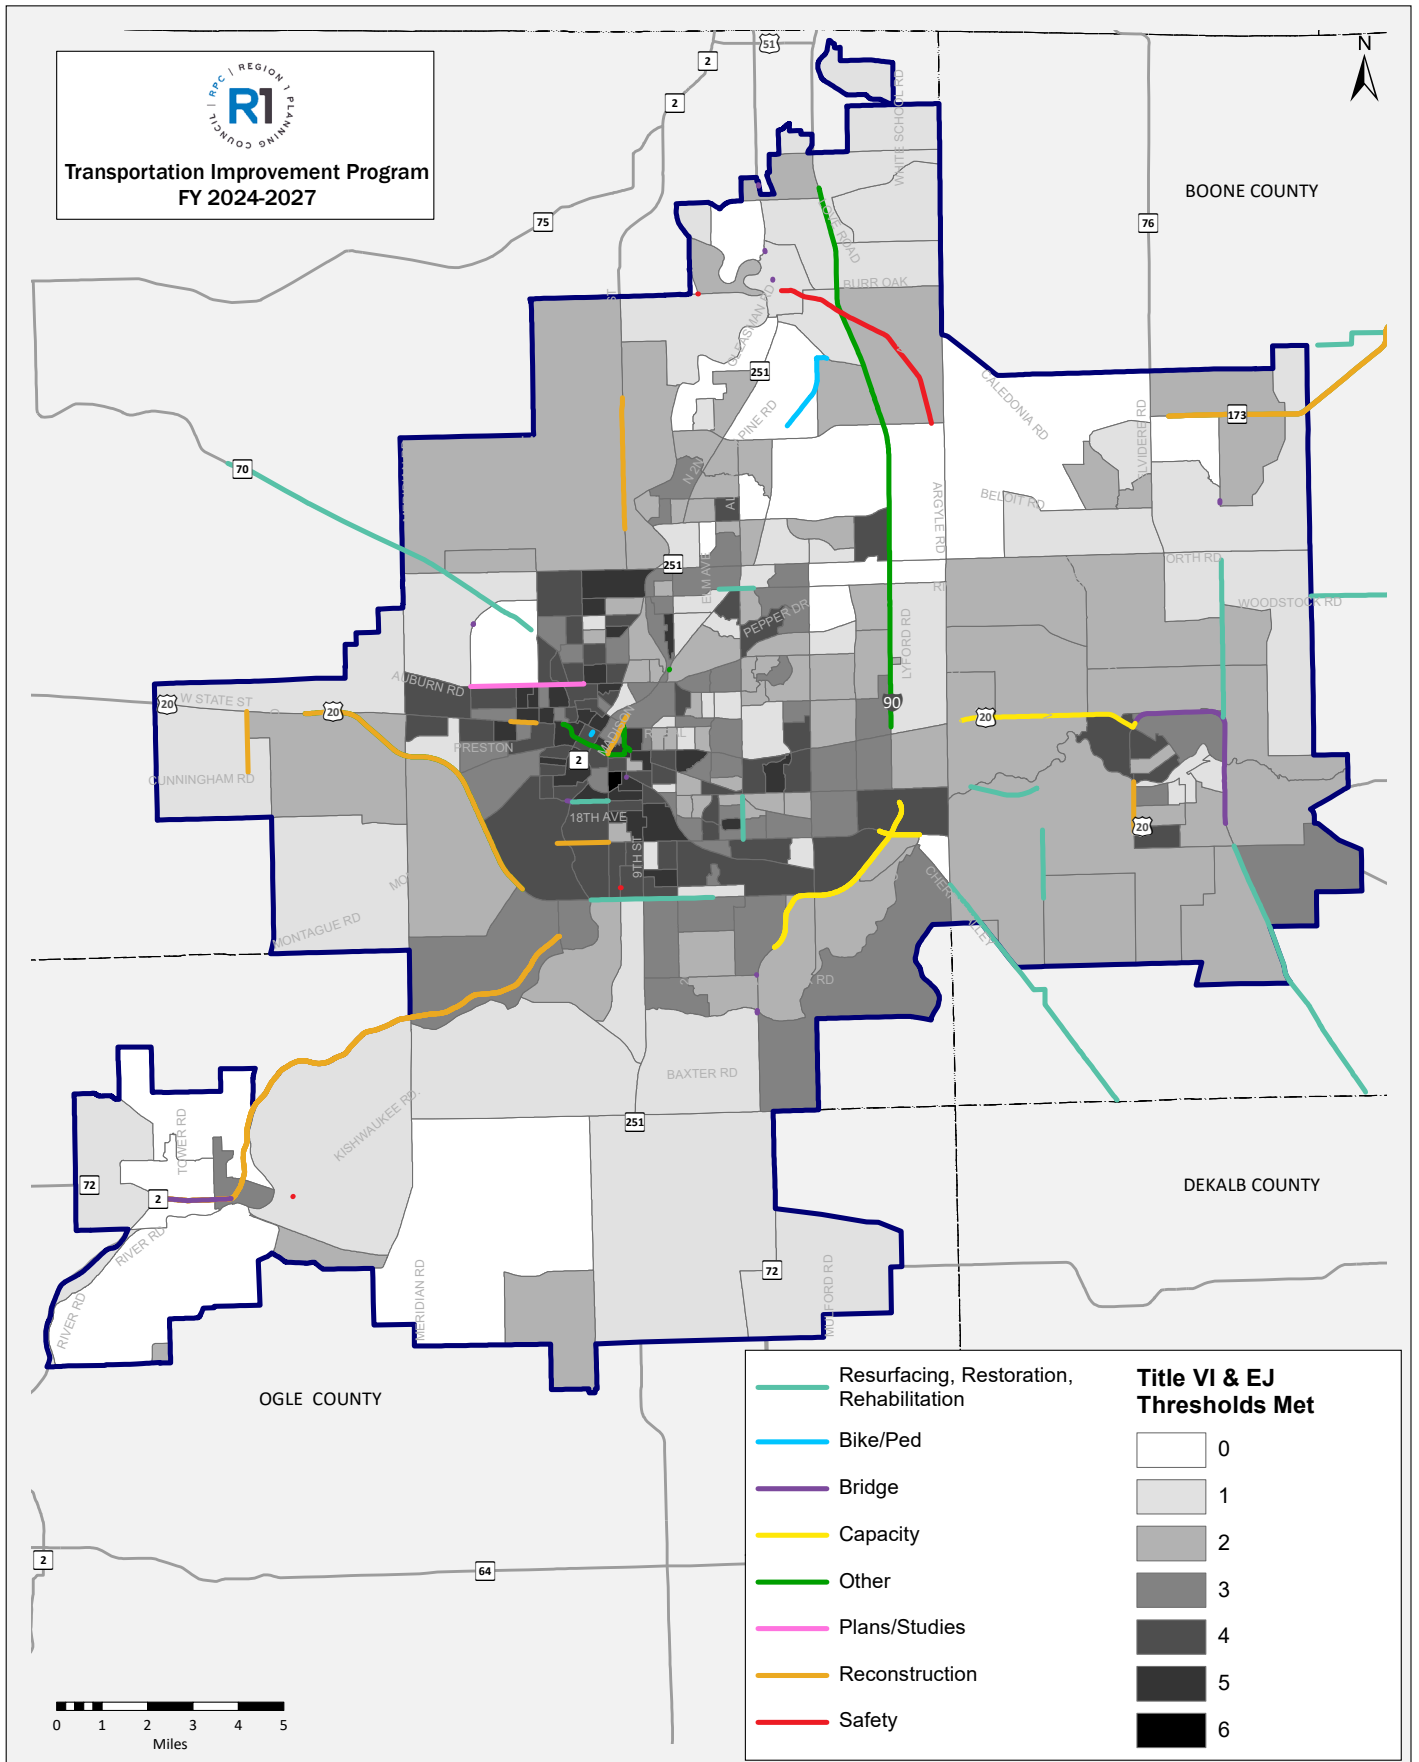 RPC | REGION 1 PLANNING COUNCIL |
R1
Transportation Improvement Program
FY 2024-2027
N
51
2
2
75
76
BOONE COUNTY
WHITE SCHOOL RD
BURR OAK
251
PINE RD
CALEDONIA RD
173
70
BELOIT RD
ARGYLE RD
251
ELM AVE
ORTH RD
WOODSTOCK RD
PEPPER DR
LYFORD RD
AUBURN RD
20
W STATE ST
20
90
20
PRESTON
2
CUNNINGHAM RD
18TH AVE
20
9TH ST
MONTAGUE RD
BAXTER RD
KISHWAUKEE RD.
251
TOWER RD
72
2
DEKALB COUNTY
RIVER RD
RIVER RD
MERIDIAN RD
72
MULFORD RD
OGLE COUNTY
2
64
0 1 2 3 4 5
Miles
Resurfacing, Restoration,
Rehabilitation
Bike/Ped
Bridge
Capacity
Other
Plans/Studies
Reconstruction
Safety
Title VI & EJ
Thresholds Met
0
1
2
3
4
5
6